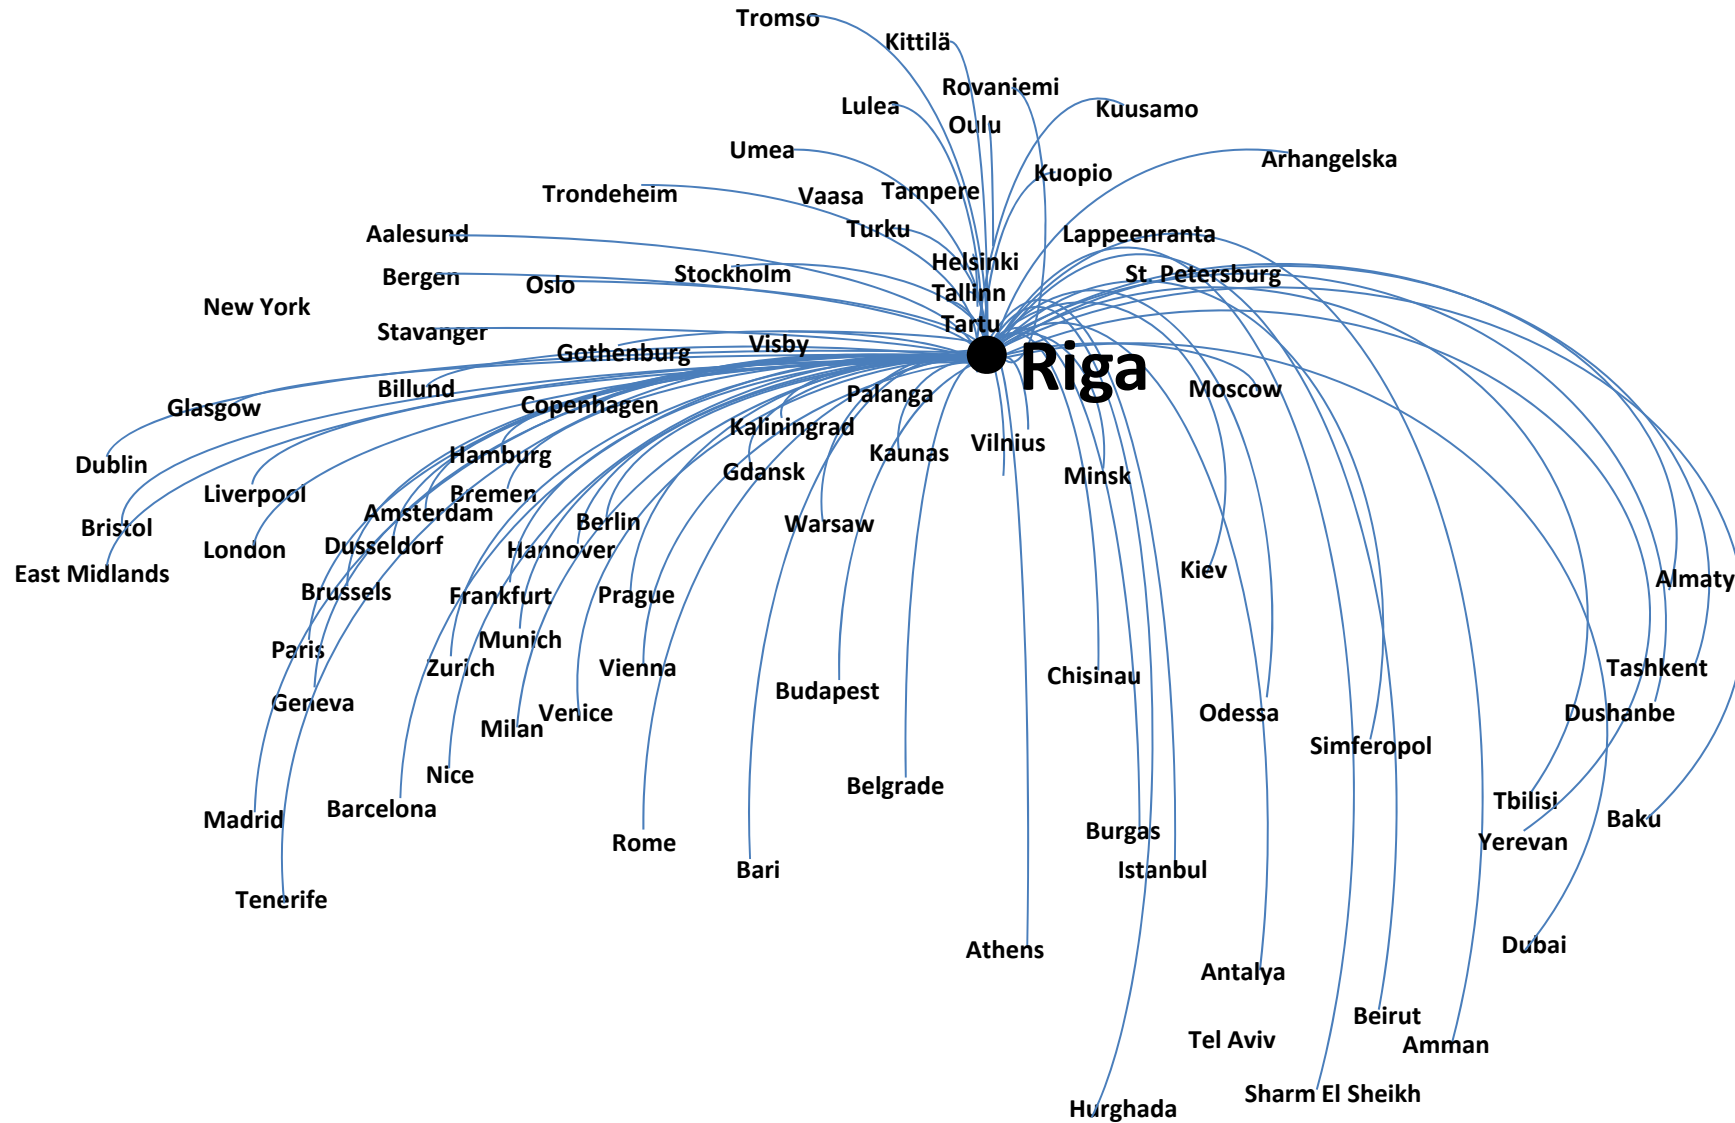 Tromso
Kittilä
Rovaniemi
Lulea
Kuusamo
Oulu
Umea
Arhangelska
Kuopio
Trondeheim
Vaasa
Tampere
Turku
Aalesund
Lappeenranta
Helsinki
Bergen
Oslo
Stockholm
St. Petersburg
Tallinn
New York
Tartu
Stavanger
Visby
Gothenburg
Riga
Billund
Moscow
Palanga
Glasgow
Copenhagen
Kaliningrad
Vilnius
Kaunas
Hamburg
Dublin
Gdansk
Minsk
Liverpool
Bremen
Amsterdam
Berlin
Warsaw
Bristol
London
Dusseldorf
Hannover
East Midlands
Kiev
Almaty
Brussels
Frankfurt
Prague
Paris
Munich
Zurich
Vienna
Tashkent
Chisinau
Budapest
Geneva
Venice
Odessa
Dushanbe
Milan
Simferopol
Nice
Belgrade
Tbilisi
Barcelona
Madrid
Baku
Burgas
Rome
Yerevan
Bari
Istanbul
Tenerife
Dubai
Athens
Antalya
Beirut
Tel Aviv
Amman
Sharm El Sheikh
Hurghada